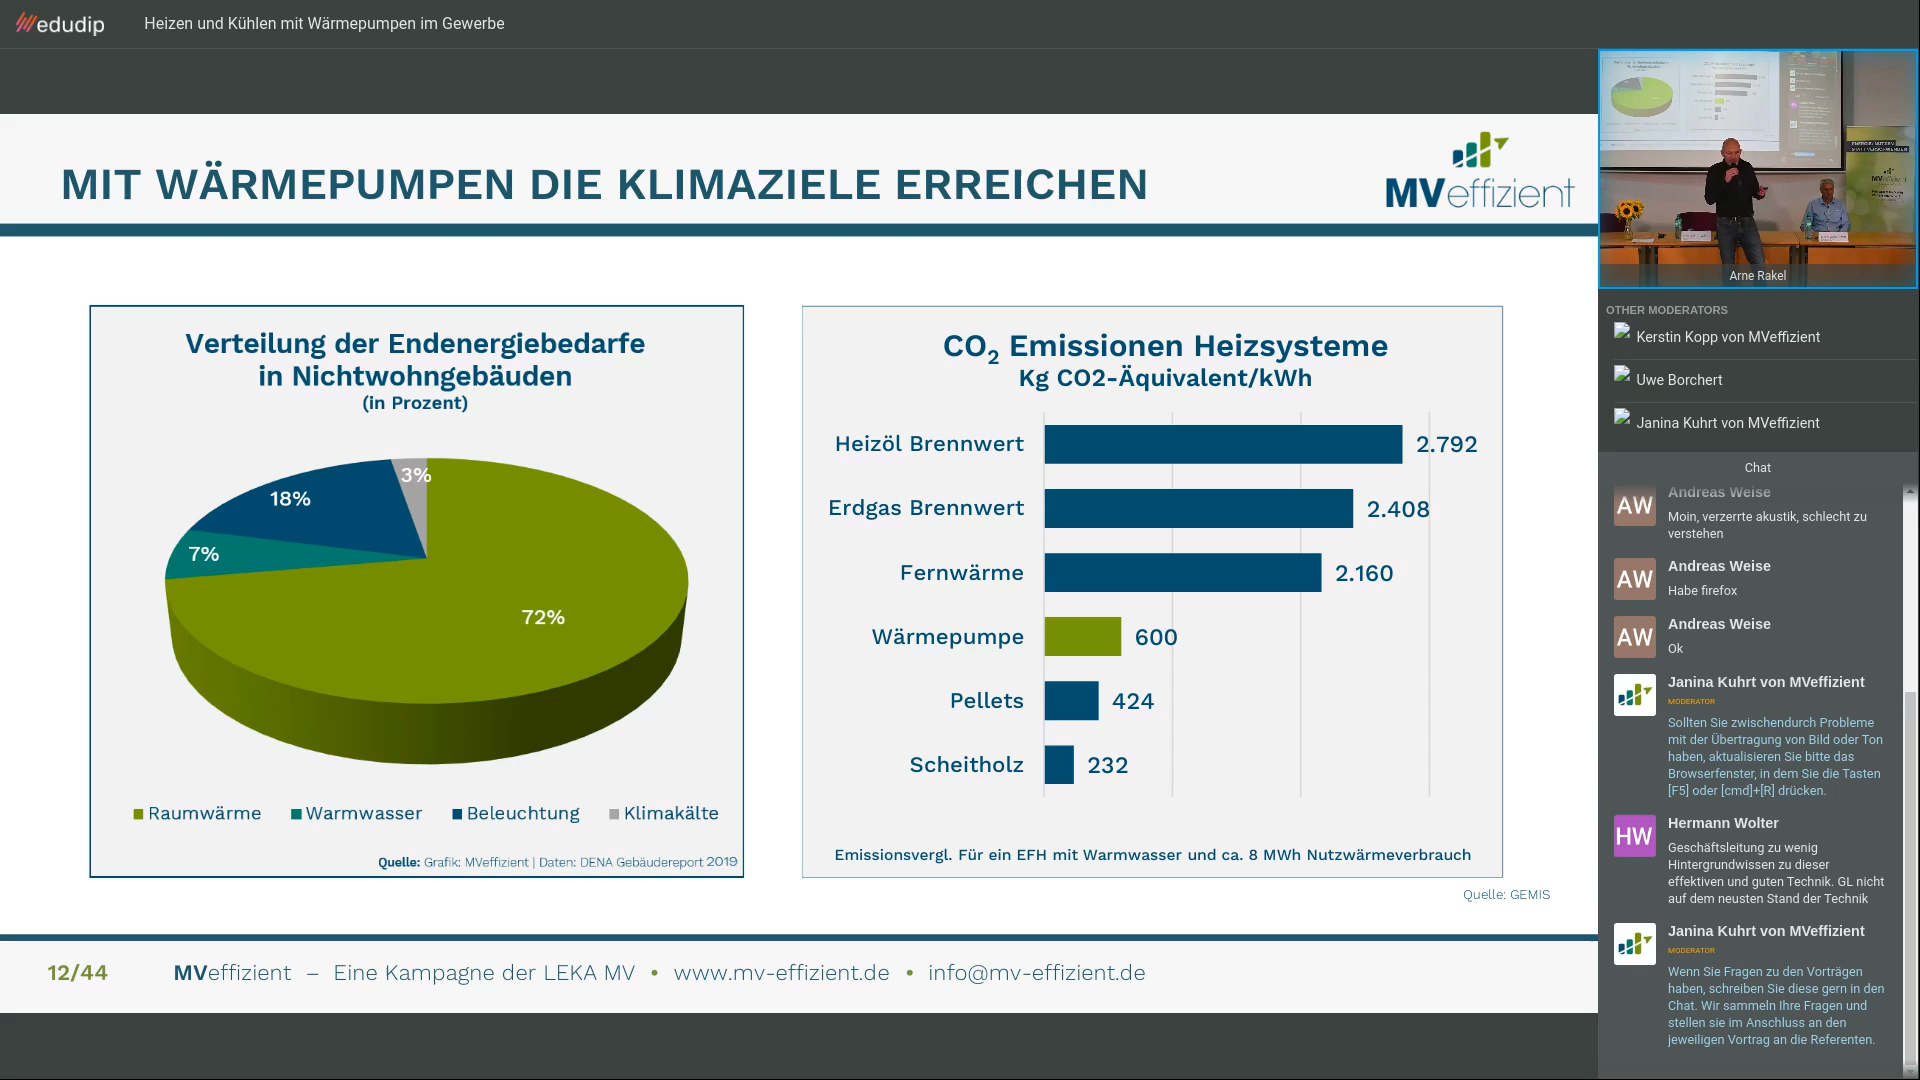 edudip
Heizen und Kühlen mit Wärmepumpen im Gewerbe
MIT WÄRMEPUMPEN DIE KLIMAZIELE ERREICHEN
MVeffizient
Verteilung der Endenergiebedarfe
in Nichtwohngebäuden
(in Prozent)
3%
18%
7%
72%
Raumwärme
Warmwasser
Beleuchtung
Klimakälte
Quelle: Grafik: MVeffizient | Daten: DENA Gebäudereport 2019
CO2 Emissionen Heizsysteme
Kg CO2-Äquivalent/kWh
Heizöl Brennwert 2.792
Erdgas Brennwert 2.408
Fernwärme 2.160
Wärmepumpe 600
Pellets 424
Scheitholz 232
Emissionsvergl. Für ein EFH mit Warmwasser und ca. 8 MWh Nutzwärmeverbrauch
Quelle: GEMIS
12/44
MVeffizient – Eine Kampagne der LEKA MV • www.mv-effizient.de • info@mv-effizient.de
Arne Rakel
OTHER MODERATORS
Kerstin Kopp von MVeffizient
Uwe Borchert
Janina Kuhrt von MVeffizient
Chat
AW
Andreas Weise
Moin, verzerrte akustik, schlecht zu
verstehen
AW
Andreas Weise
Habe firefox
AW
Andreas Weise
Ok
Janina Kuhrt von MVeffizient
MODERATOR
Sollten Sie zwischendurch Probleme
mit der Übertragung von Bild oder Ton
haben, aktualisieren Sie bitte das
Browserfenster, in dem Sie die Tasten
[F5] oder [cmd]+[R] drücken.
HW
Hermann Wolter
Geschäftsleitung zu wenig
Hintergrundwissen zu dieser
effektiven und guten Technik. GL nicht
auf dem neusten Stand der Technik
Janina Kuhrt von MVeffizient
MODERATOR
Wenn Sie Fragen zu den Vorträgen
haben, schreiben Sie diese gern in den
Chat. Wir sammeln Ihre Fragen und
stellen sie im Anschluss an den
jeweiligen Vortrag an die Referenten.